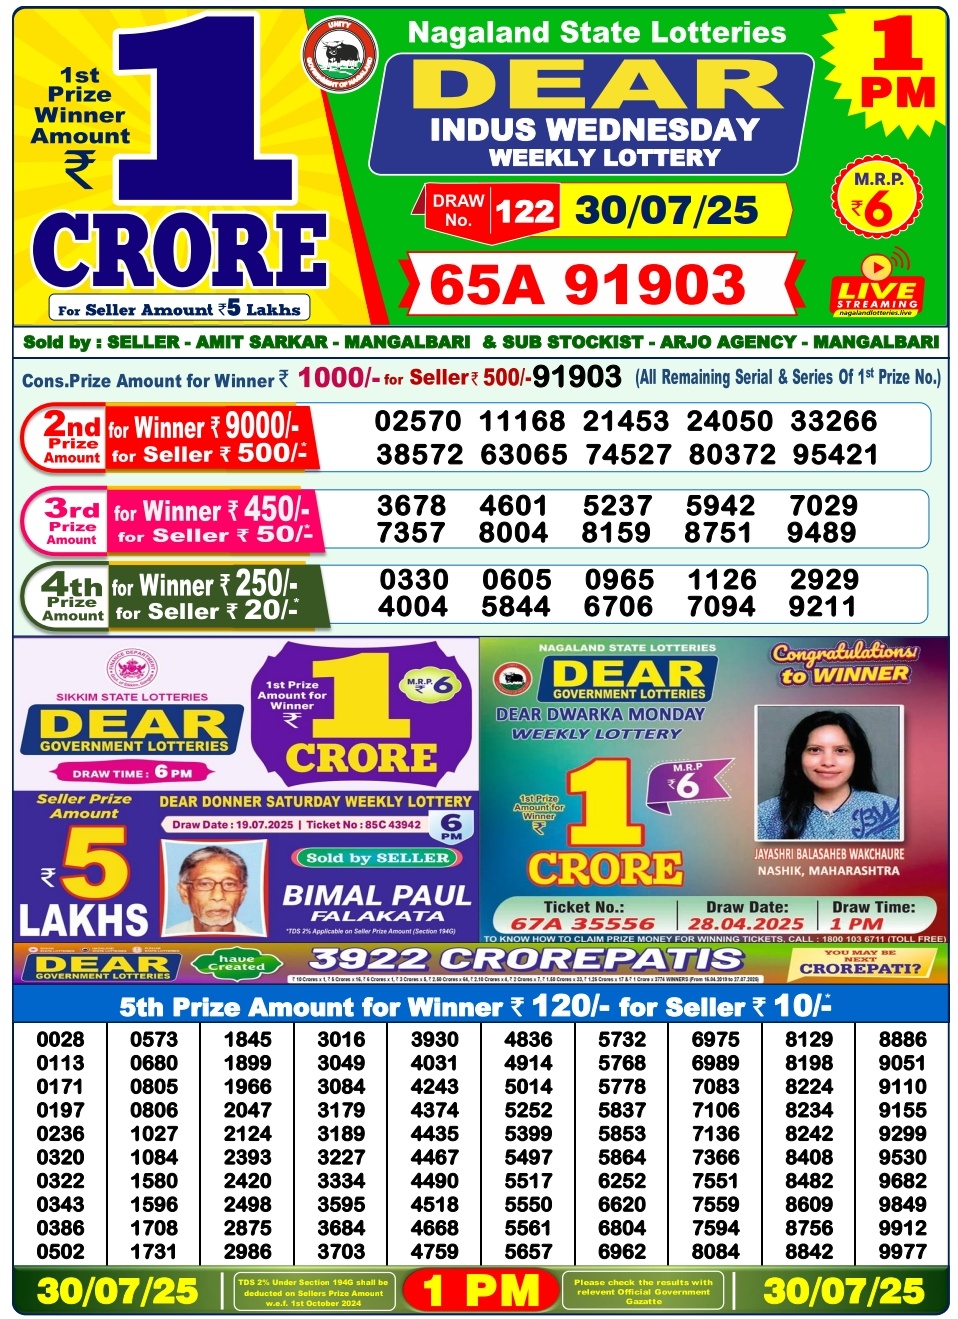 1st
Prize
Winner
Amount
₹
1
CRORE
For Seller Amount ₹5 Lakhs
UNITY
Nagaland State Lotteries
DEAR
INDUS WEDNESDAY
WEEKLY LOTTERY
1
PM
DRAW
No.
122
30/07/25
M.R.P.
₹6
65A 91903
LIVE
STREAMING
nagalandlotteries.live
Sold by : SELLER - AMIT SARKAR - MANGALBARI & SUB STOCKIST - ARJO AGENCY - MANGALBARI
Cons.Prize Amount for Winner ₹ 1000/- for Seller ₹ 500/- 91903 (All Remaining Serial & Series Of 1st Prize No.)
2nd
Prize
Amount
for Winner ₹ 9000/-
for Seller ₹ 500/-*
02570 11168 21453 24050 33266
38572 63065 74527 80372 95421
3rd
Prize
Amount
for Winner ₹ 450/-
for Seller ₹ 50/-*
3678 4601 5237 5942 7029
7357 8004 8159 8751 9489
4th
Prize
Amount
for Winner ₹ 250/-
for Seller ₹ 20/-*
0330 0605 0965 1126 2929
4004 5844 6706 7094 9211
SIKKIM STATE LOTTERIES
DEAR
GOVERNMENT LOTTERIES
DRAW TIME : 6 PM
1st Prize
Amount for
Winner
₹
1
CRORE
M.R.P.
₹ 6
Seller Prize
Amount
₹5
LAKHS
DEAR DONNER SATURDAY WEEKLY LOTTERY
Draw Date : 19.07.2025 | Ticket No : 85C 43942
6
PM
Sold by SELLER
BIMAL PAUL
FALAKATA
*TDS 2% Applicable on Seller Prize Amount (Section 194G)
NAGALAND STATE LOTTERIES
DEAR
GOVERNMENT LOTTERIES
DEAR DWARKA MONDAY
WEEKLY LOTTERY
Congratulations!
to WINNER
1st Prize
Amount for
Winner
₹
1
CRORE
M.R.P
₹6
JAYASHRI BALASAHEB WAKCHAURE
NASHIK, MAHARASHTRA
Ticket No.: Draw Date: Draw Time:
67A 35556 28.04.2025 1 PM
TO KNOW HOW TO CLAIM PRIZE MONEY FOR WINNING TICKETS, CALL : 1800 103 6711 (TOLL FREE)
DEAR
GOVERNMENT LOTTERIES
have
Created
3922 CROREPATIS
YOU MAY BE
NEXT
CROREPATI?
5th Prize Amount for Winner ₹ 120/- for Seller ₹ 10/-*
0028 0573 1845 3016 3930 4836 5732 6975 8129 8886
0113 0680 1899 3049 4031 4914 5768 6989 8198 9051
0171 0805 1966 3084 4243 5014 5778 7083 8224 9110
0197 0806 2047 3179 4374 5252 5837 7106 8234 9155
0236 1027 2124 3189 4435 5399 5853 7136 8242 9299
0320 1084 2393 3227 4467 5497 5864 7366 8408 9530
0322 1580 2420 3334 4490 5517 6252 7551 8482 9682
0343 1596 2498 3595 4518 5550 6620 7559 8609 9849
0386 1708 2875 3684 4668 5561 6804 7594 8756 9912
0502 1731 2986 3703 4759 5657 6962 8084 8842 9977
30/07/25
TDS 2% Under Section 194G shall be
deducted on Sellers Prize Amount
w.e.f. 1st October 2024
1 PM
Please check the results with
relevent Official Government
Gazatte
30/07/25